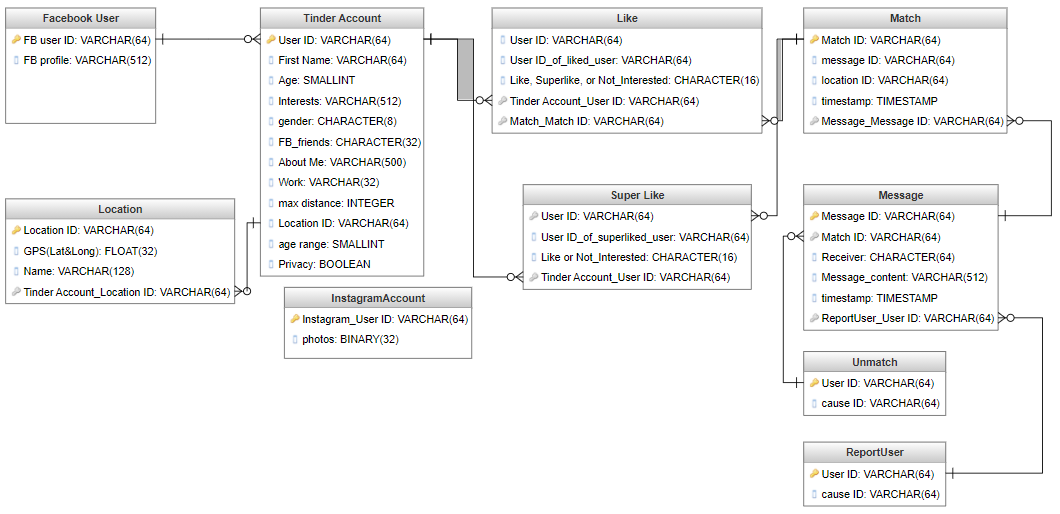 Facebook User
FB user ID: VARCHAR(64)
FB profile: VARCHAR(512)
Tinder Account
User ID: VARCHAR(64)
First Name: VARCHAR(64)
Age: SMALLINT
Interests: VARCHAR(512)
gender: CHARACTER(8)
FB_friends: CHARACTER(32)
About Me: VARCHAR(500)
Work: VARCHAR(32)
max distance: INTEGER
Location ID: VARCHAR(64)
age range: SMALLINT
Privacy: BOOLEAN
Like
User ID: VARCHAR(64)
User ID_of_liked_user: VARCHAR(64)
Like, Superlike, or Not_Interested: CHARACTER(16)
Tinder Account_User ID: VARCHAR(64)
Match_Match ID: VARCHAR(64)
Match
Match ID: VARCHAR(64)
message ID: VARCHAR(64)
location ID: VARCHAR(64)
timestamp: TIMESTAMP
Message_Message ID: VARCHAR(64)
Location
Location ID: VARCHAR(64)
GPS(Lat&Long): FLOAT(32)
Name: VARCHAR(128)
Tinder Account_Location ID: VARCHAR(64)
Super Like
User ID: VARCHAR(64)
User ID_of_superliked_user: VARCHAR(64)
Like or Not_Interested: CHARACTER(16)
Tinder Account_User ID: VARCHAR(64)
Message
Message ID: VARCHAR(64)
Match ID: VARCHAR(64)
Receiver: CHARACTER(64)
Message_content: VARCHAR(512)
timestamp: TIMESTAMP
ReportUser_User ID: VARCHAR(64)
InstagramAccount
Instagram_User ID: VARCHAR(64)
photos: BINARY(32)
Unmatch
User ID: VARCHAR(64)
cause ID: VARCHAR(64)
ReportUser
User ID: VARCHAR(64)
cause ID: VARCHAR(64)